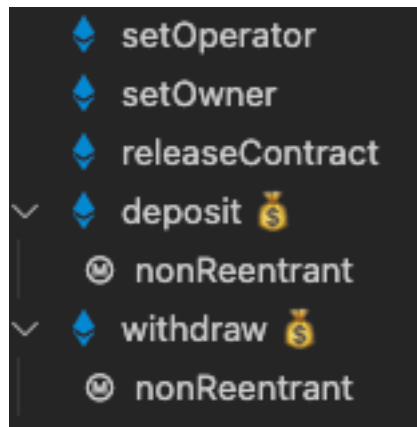 setOperator
setOwner
releaseContract
deposit 💰
nonReentrant
withdraw 💰
nonReentrant